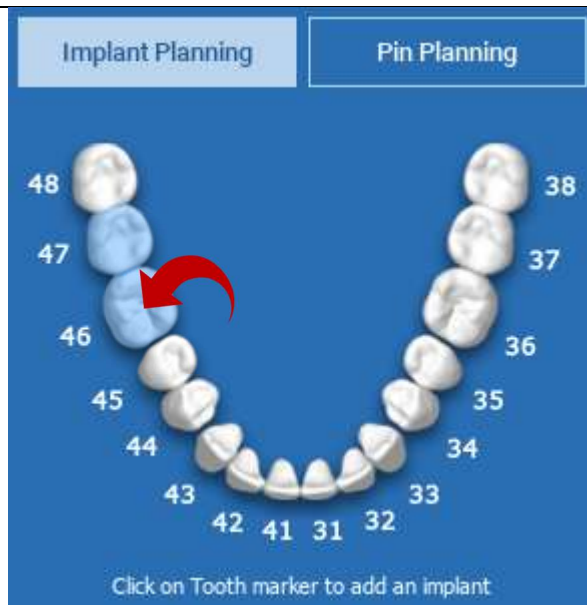 Implant Planning Pin Planning
48 38
47 37
46 36
45 35
44 34
43 33
42 41 31 32
Click on Tooth marker to add an implant